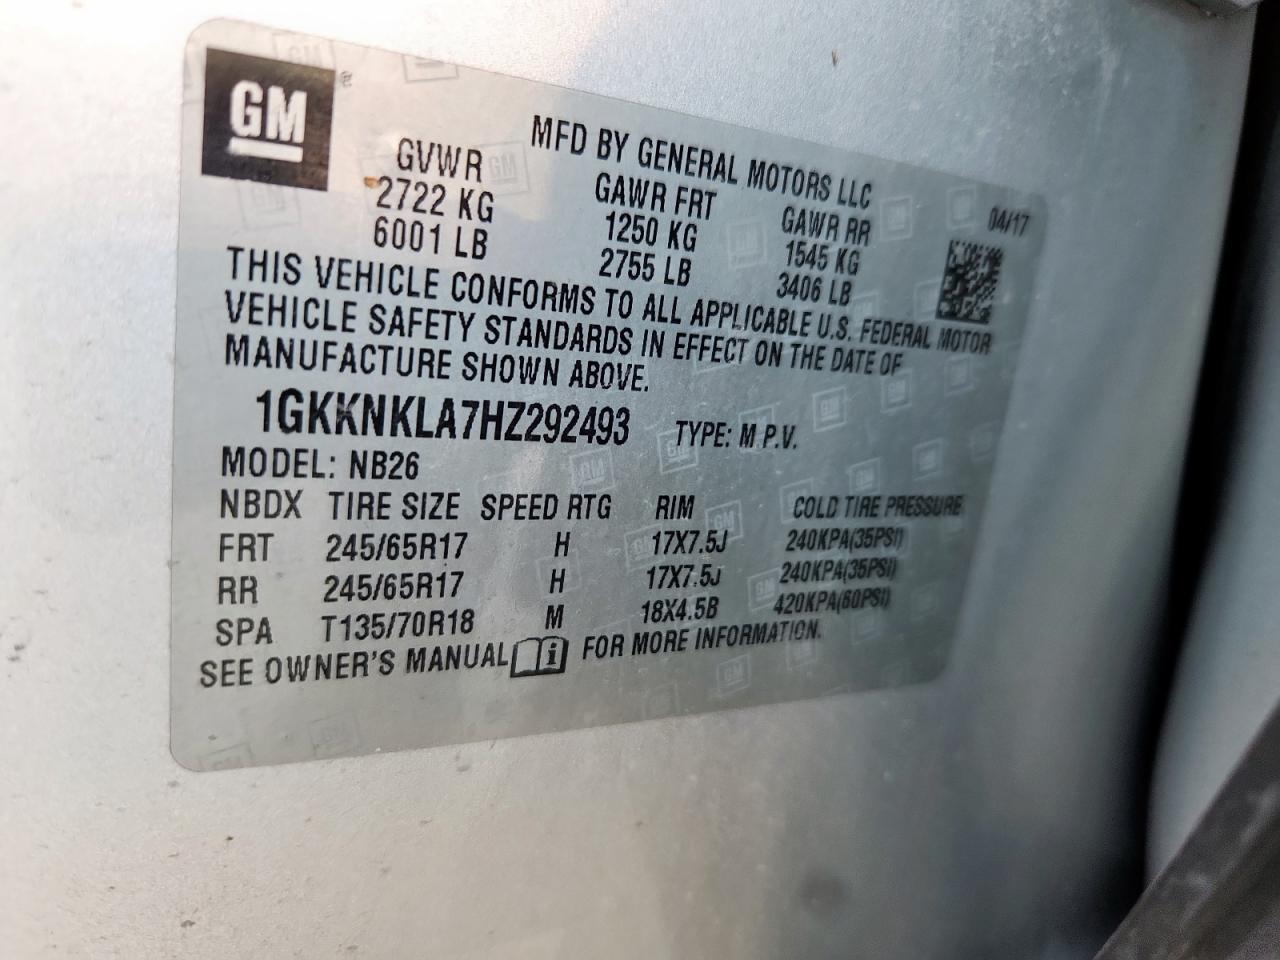 GM
MFD BY GENERAL MOTORS LLC
04/17
GVWR GAWR FRT GAWR RR
2722 KG 1250 KG 1545 KG
6001 LB 2755 LB 3406 LB
THIS VEHICLE CONFORMS TO ALL APPLICABLE U.S. FEDERAL MOTOR
VEHICLE SAFETY STANDARDS IN EFFECT ON THE DATE OF
MANUFACTURE SHOWN ABOVE.
1GKKNKLA7HZ292493 TYPE: M P.V.
MODEL: NB26
NBDX TIRE SIZE SPEED RTG RIM COLD TIRE PRESSURE
FRT 245/65R17 H 17X7.5J 240KPA(35PSI)
RR 245/65R17 H 17X7.5J 240KPA(35PSI)
SPA T135/70R18 M 18X4.5B 420KPA(60PSI)
SEE OWNER'S MANUAL i FOR MORE INFORMATION.